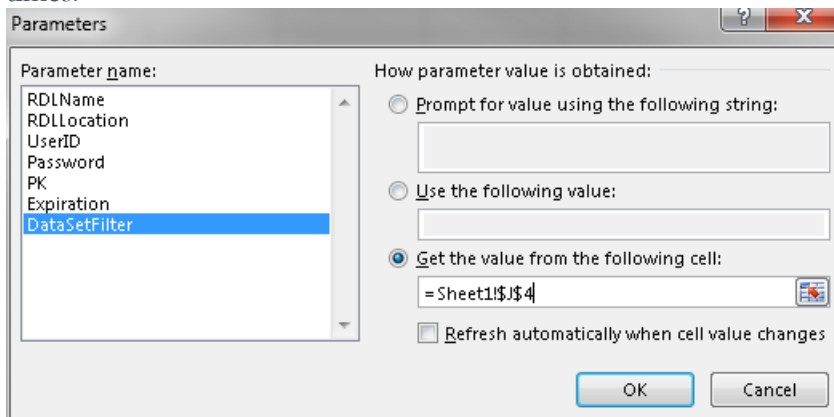 Parameters
?
X
Parameter name:
RDLName
RDLLocation
UserID
Password
PK
Expiration
DataSetFilter
How parameter value is obtained:
Prompt for value using the following string:
Use the following value:
Get the value from the following cell:
=Sheet1!$J$4
Refresh automatically when cell value changes
OK
Cancel